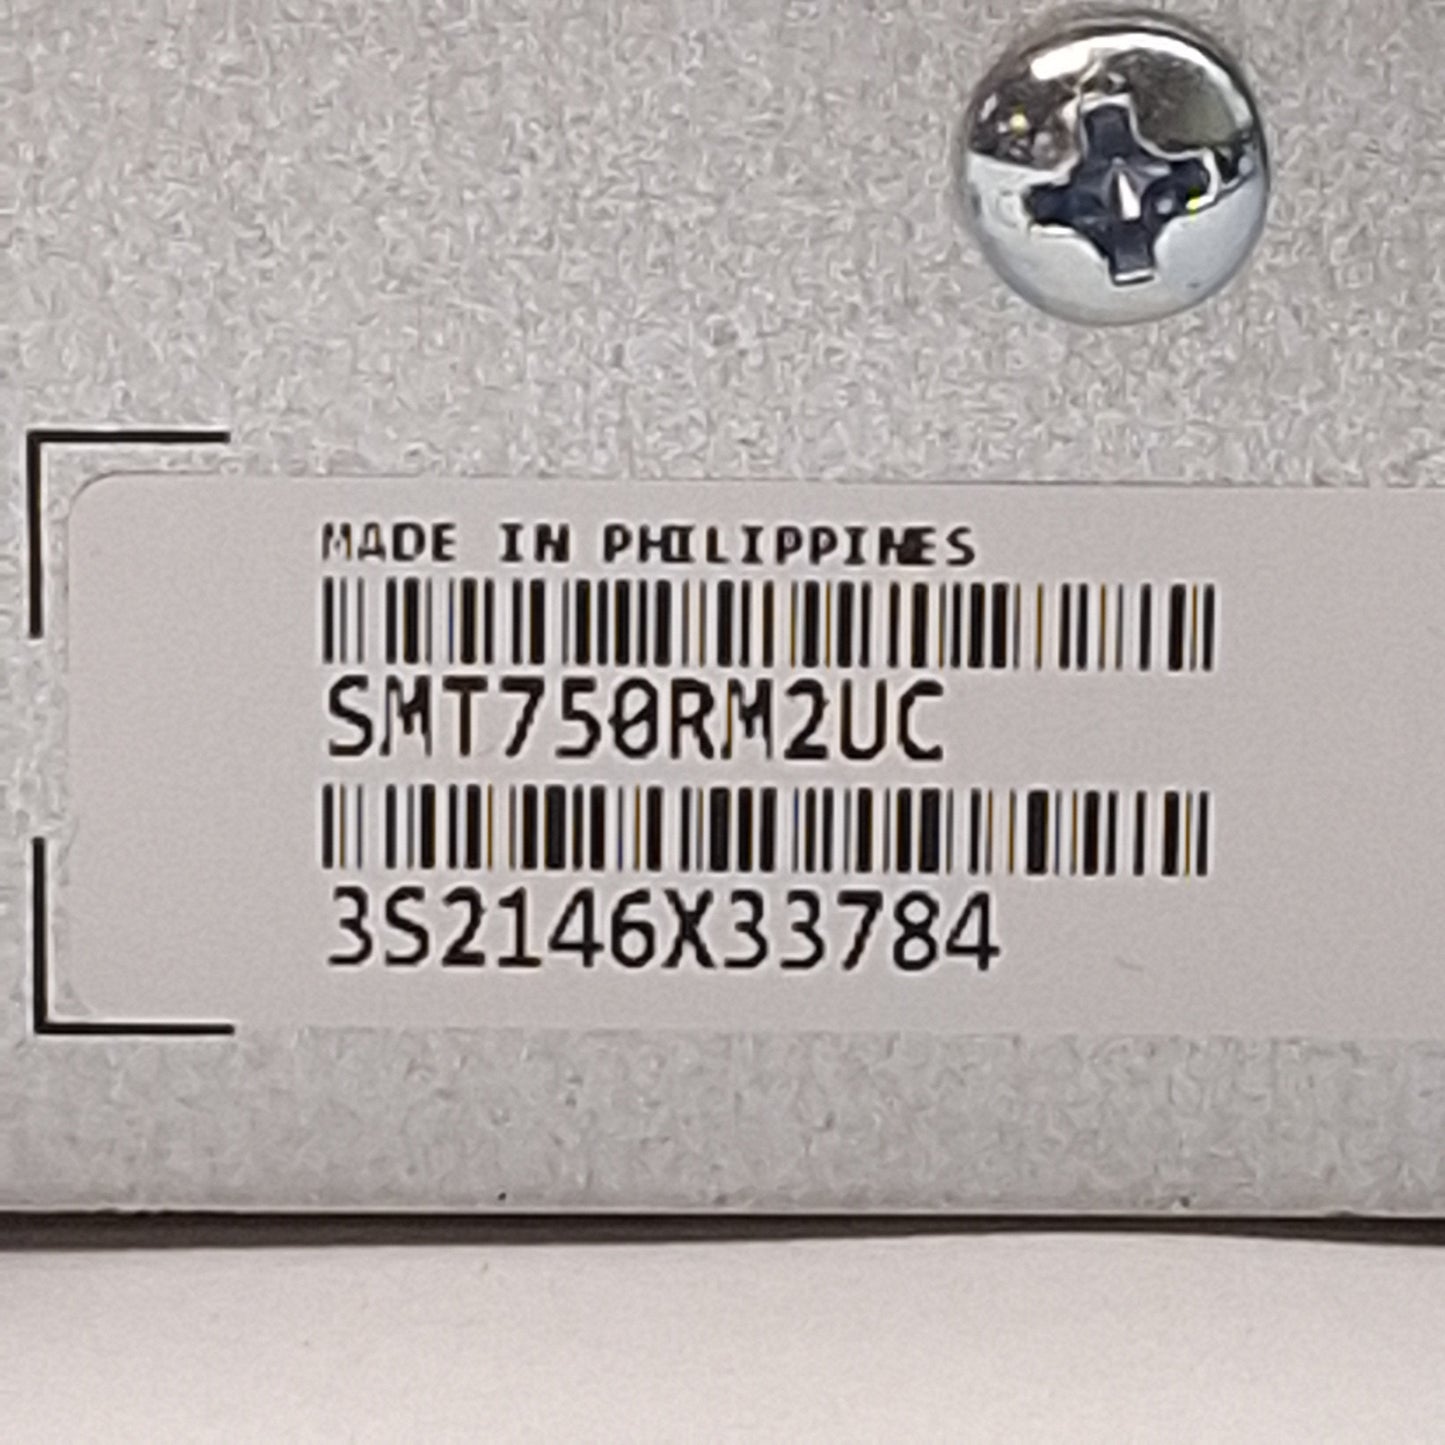 MADE IN PHILIPPINES
SMT750RM2UC
3S2146X33784